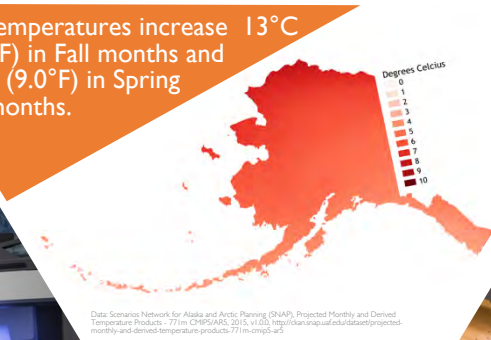 emperatures increase 13°C
F) in Fall months and
(9.0°F) in Spring
months.
Degrees Celcius
0
1
2
3
4
5
6
7
8
9
10
Data: Scenarios Network for Alaska and Arctic Planning (SNAP), Projected Monthly and Derived
Temperature Products - 771m CMIP5/AR5, 2015, v1.0.0, http://ckan.snap.uaf.edu/dataset/projected-
monthly-and-derived-temperature-products-771m-cmip5-ar5